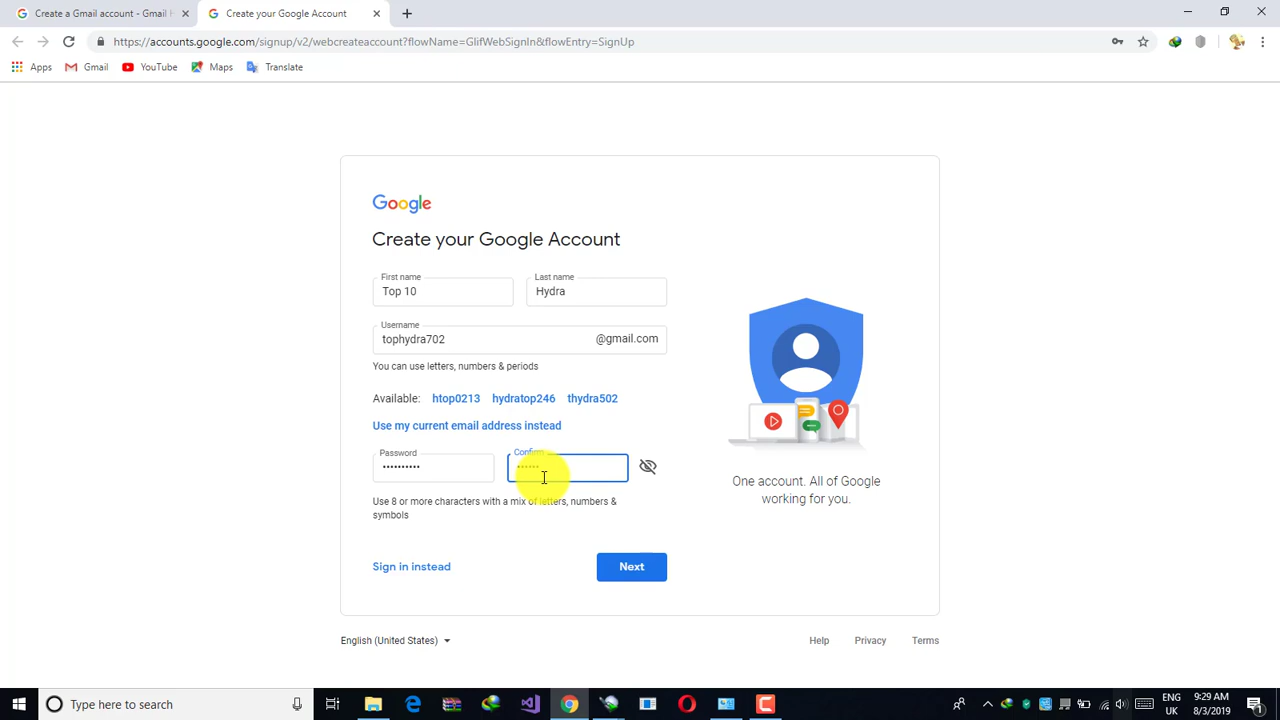 Create a Gmail account - Gmail
Create your Google Account
https://accounts.google.com/signup/v2/webcreateaccount?flowName=GlifWebSignIn&flowEntry=SignUp
Apps Gmail YouTube Maps Translate
Google
Create your Google Account
First name Last name
Top 10 Hydra
Username
tophydra702 @gmail.com
You can use letters, numbers & periods
Available: htop0213 hydratop246 thydra502
Use my current email address instead
Password Confirm
•••••••••• ••••••
Use 8 or more characters with a mix of letters, numbers &
symbols
Sign in instead Next
One account. All of Google
working for you.
English (United States) Help Privacy Terms
Type here to search
ENG 9:29 AM
UK 8/3/2019